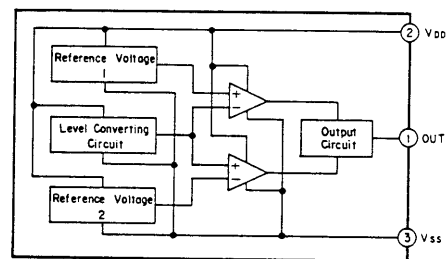 2 VDD
Reference Voltage
1
+
−
Level Converting
Circuit
Output
Circuit
1 OUT
+
−
Reference Voltage
2
3 VSS